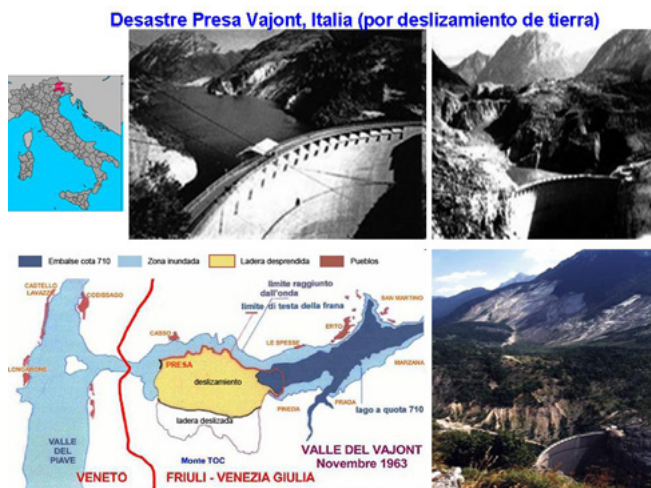 Desastre Presa Vajont, Italia (por deslizamiento de tierra)
Embalse cota 710
Zona inundada
Ladera desprendida
Pueblos
CASTELLO
LAVAZZO
CODISSAGO
limite raggiunto
dall'onda
limite di testa della frana
SAN MARTINO
CASSO
LE SPESSE
ERTO
LONGARONE
PRESA
deslizamiento
MARZANA
PINEDA
PRADA
lago a quota 710
ladera deslizada
VALLE
DEL
PIAVE
Monte TOC
VALLE DEL VAJONT
Novembre 1963
VENETO
FRIULI - VENEZIA GIULIA